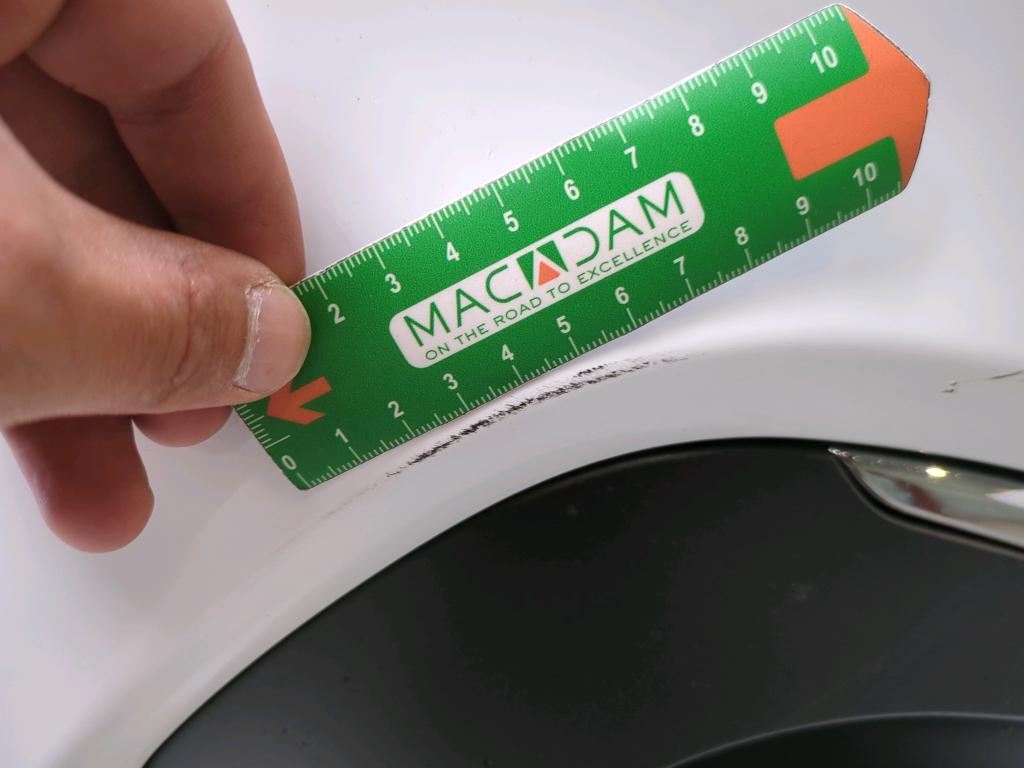 2 3 4 5 6 7 8 9 10
MACADAM
ON THE ROAD TO EXCELLENCE
0 1 2 3 4 5 6 7 8 9 10